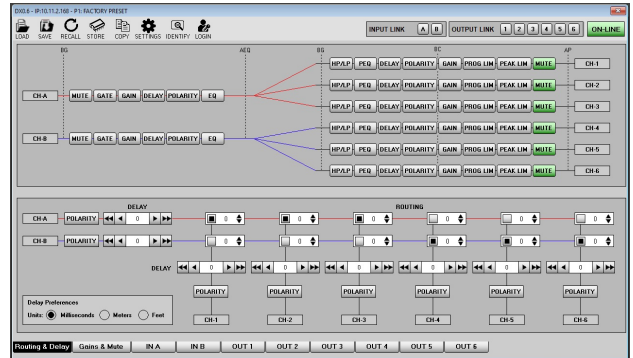 DX0.6 - IP:10.11.2.168 - P1: FACTORY PRESET
LOAD SAVE RECALL STORE COPY SETTINGS IDENTIFY LOGIN
INPUT LINK A B OUTPUT LINK 1 2 3 4 5 6 ON-LINE
BG AEQ BG BC AP
HP/LP PEQ DELAY POLARITY GAIN PROG LIM PEAK LIM MUTE CH-1
HP/LP PEQ DELAY POLARITY GAIN PROG LIM PEAK LIM MUTE CH-2
CH-A MUTE GATE GAIN DELAY POLARITY EQ
HP/LP PEQ DELAY POLARITY GAIN PROG LIM PEAK LIM MUTE CH-3
HP/LP PEQ DELAY POLARITY GAIN PROG LIM PEAK LIM MUTE CH-4
CH-B MUTE GATE GAIN DELAY POLARITY EQ
HP/LP PEQ DELAY POLARITY GAIN PROG LIM PEAK LIM MUTE CH-5
HP/LP PEQ DELAY POLARITY GAIN PROG LIM PEAK LIM MUTE CH-6
DELAY ROUTING
CH-A POLARITY 0 0 0 0 0 0 0
CH-B POLARITY 0 0 0 0 0 0 0
DELAY 0 0 0 0 0 0
POLARITY POLARITY POLARITY POLARITY POLARITY POLARITY
Delay Preferences
Units: Milliseconds Meters Feet
CH-1 CH-2 CH-3 CH-4 CH-5 CH-6
Routing & Delay Gains & Mute IN A IN B OUT 1 OUT 2 OUT 3 OUT 4 OUT 5 OUT 6